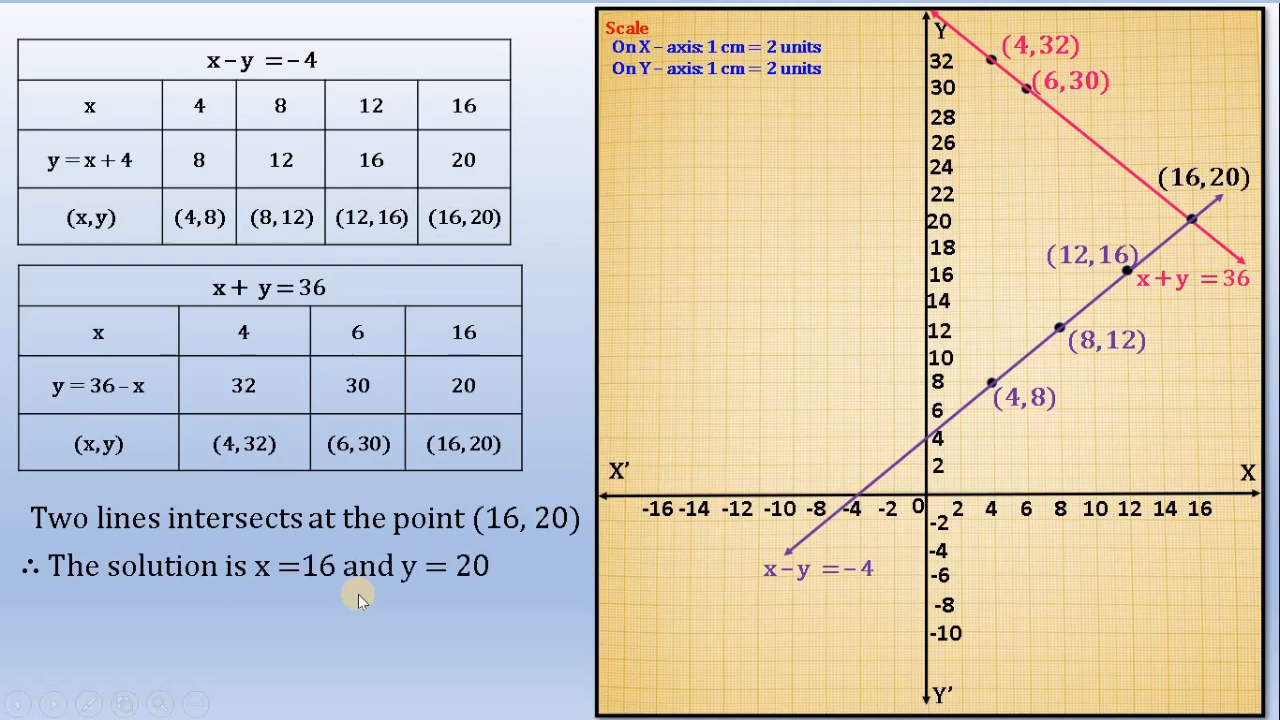 x – y = – 4
x 4 8 12 16
y = x + 4 8 12 16 20
(x,y) (4,8) (8,12) (12,16) (16,20)
x + y = 36
x 4 6 16
y = 36 – x 32 30 20
(x,y) (4,32) (6,30) (16,20)
Two lines intersects at the point (16, 20)
∴ The solution is x =16 and y = 20
Scale
On X – axis: 1 cm = 2 units
On Y – axis: 1 cm = 2 units
Y
(4,32)
32
(6,30)
30
28
26
24
(16,20)
22
20
18
(12,16)
16
x + y = 36
14
12
(8,12)
10
8
(4,8)
6
4
2
X'
X
-16 -14 -12 -10 -8 -4 -2 0 2 4 6 8 10 12 14 16
-2
-4
x – y = – 4
-6
-8
-10
Y'